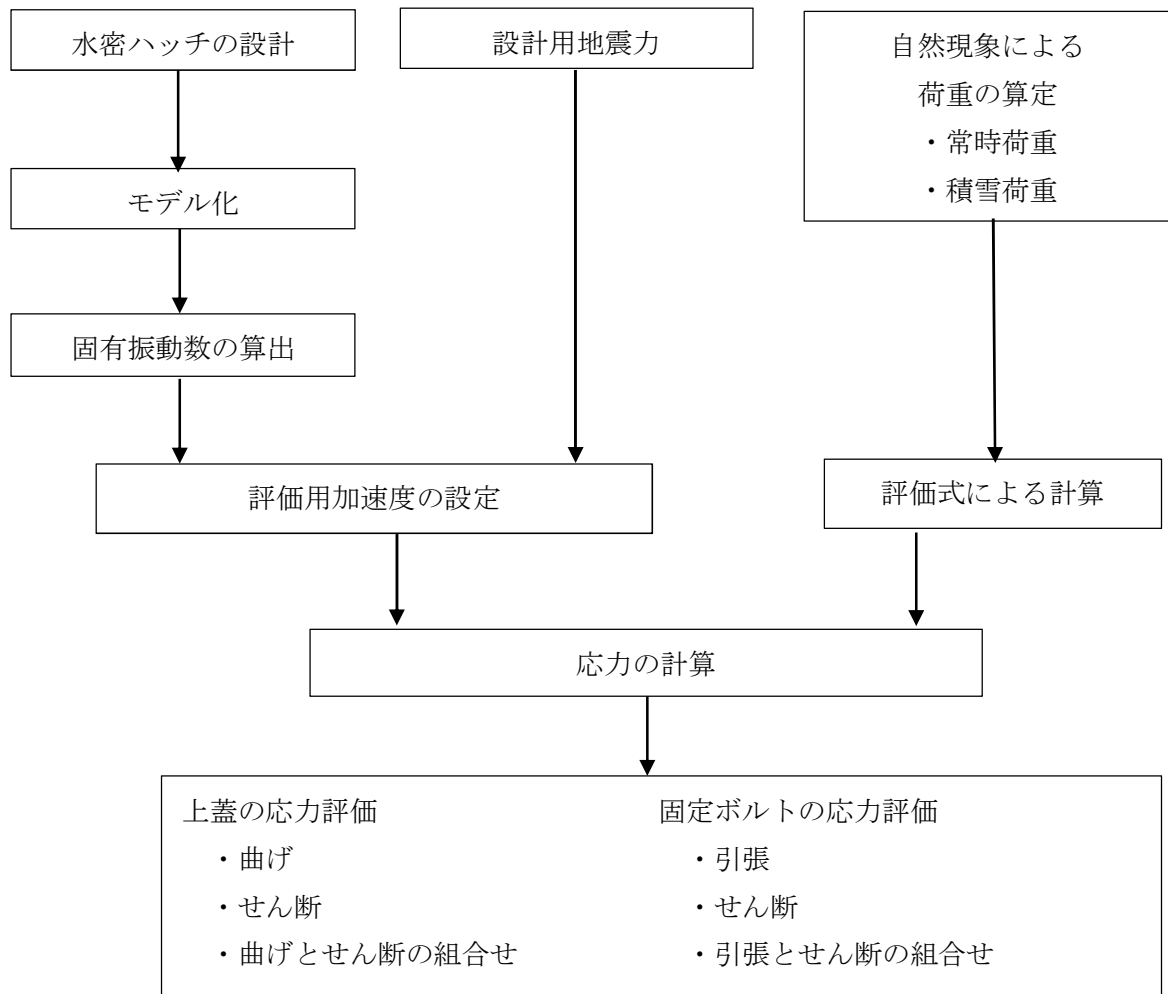 水密ハッチの設計
設計用地震力
自然現象による
荷重の算定
・常時荷重
・積雪荷重
モデル化
固有振動数の算出
評価用加速度の設定
評価式による計算
応力の計算
上蓋の応力評価
・曲げ
・せん断
・曲げとせん断の組合せ
固定ボルトの応力評価
・引張
・せん断
・引張とせん断の組合せ